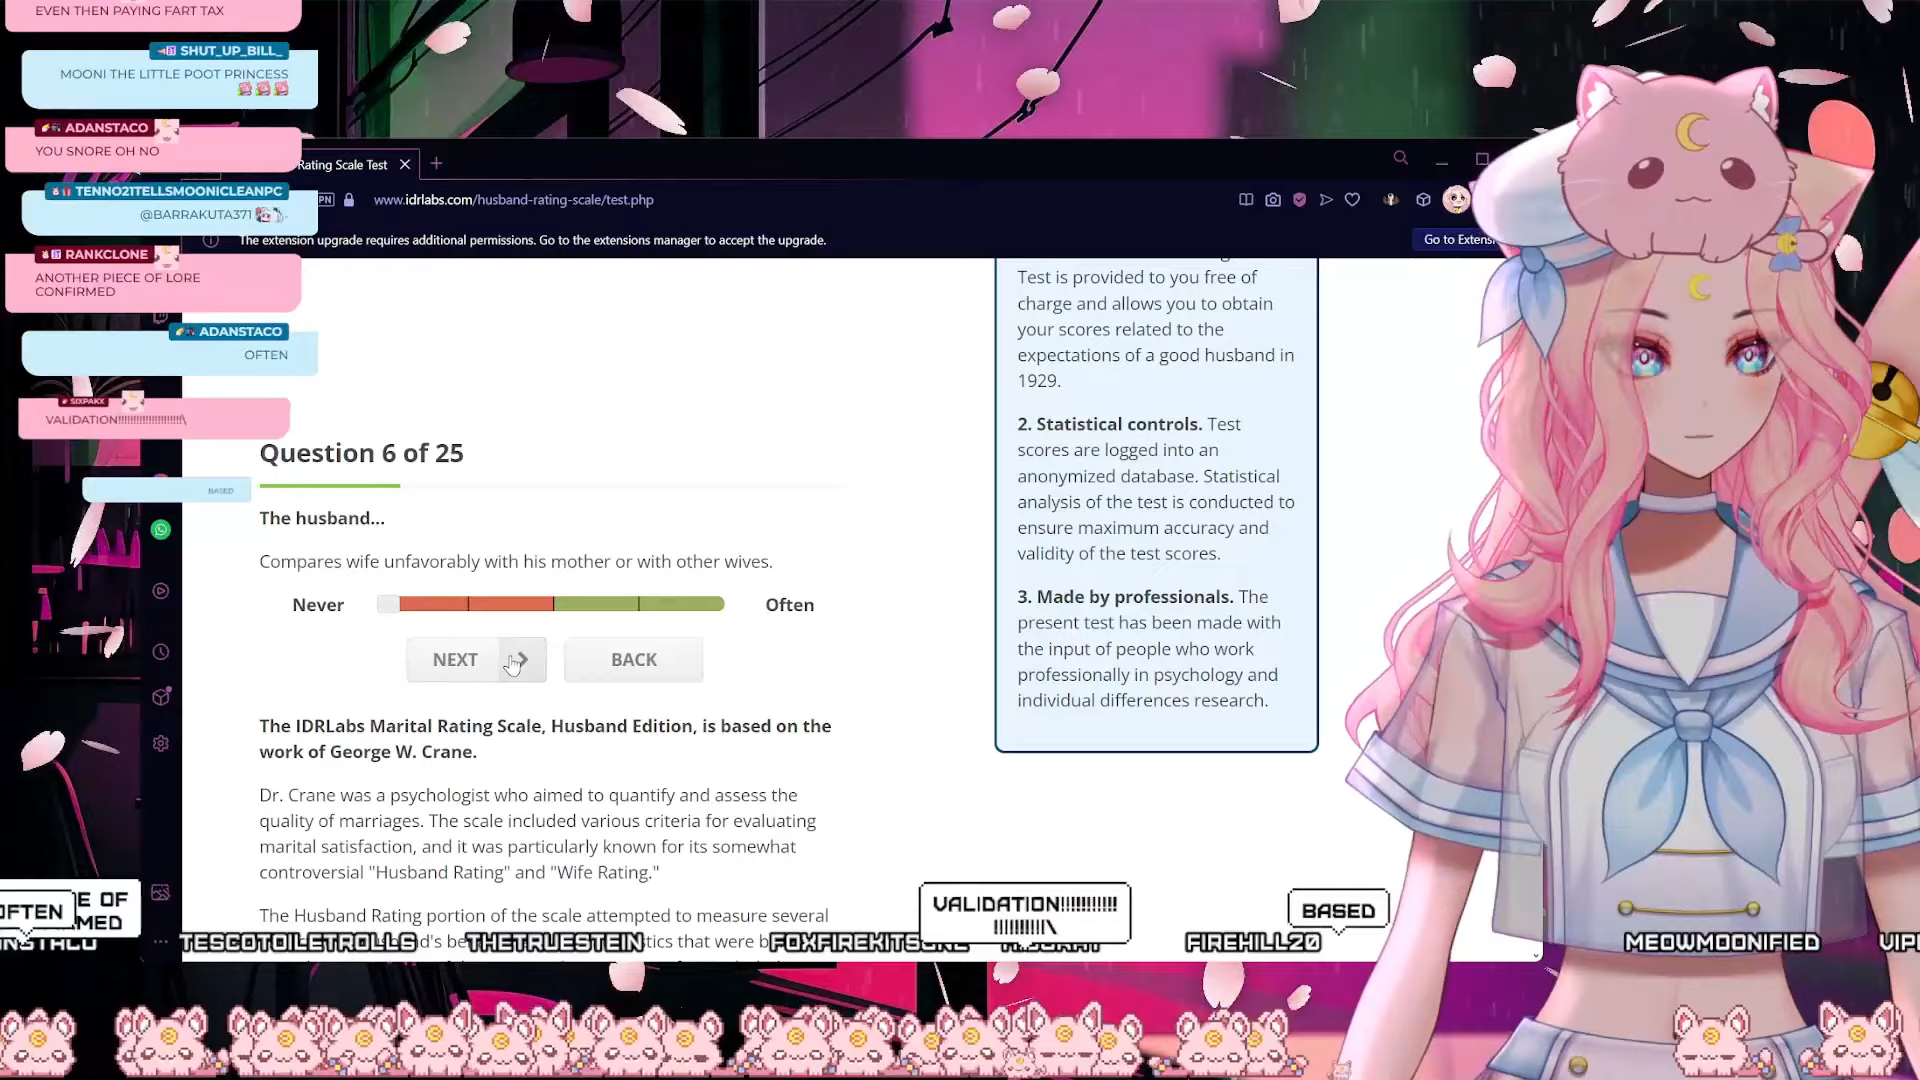 EVEN THEN PAYING FART TAX
SHUT_UP_BILL_
MOONI THE LITTLE POOT PRINCESS
ADANSTACO
YOU SNORE OH NO
TENNO21TELLSMOONICLEANPC
@BARRAKUTA371
RANKCLONE
ANOTHER PIECE OF LORE
CONFIRMED
ADANSTACO
OFTEN
SIXPAKX
VALIDATION!!!!!!!!!!!!!!!!!!!!!!\
BASED
Rating Scale Test
www.idrlabs.com/husband-rating-scale/test.php
The extension upgrade requires additional permissions. Go to the extensions manager to accept the upgrade.
Go to Extensi
Question 6 of 25
The husband...
Compares wife unfavorably with his mother or with other wives.
Never
Often
NEXT
BACK
The IDRLabs Marital Rating Scale, Husband Edition, is based on the
work of George W. Crane.
Dr. Crane was a psychologist who aimed to quantify and assess the
quality of marriages. The scale included various criteria for evaluating
marital satisfaction, and it was particularly known for its somewhat
controversial "Husband Rating" and "Wife Rating."
The Husband Rating portion of the scale attempted to measure several
Test is provided to you free of
charge and allows you to obtain
your scores related to the
expectations of a good husband in
1929.
2. Statistical controls. Test
scores are logged into an
anonymized database. Statistical
analysis of the test is conducted to
ensure maximum accuracy and
validity of the test scores.
3. Made by professionals. The
present test has been made with
the input of people who work
professionally in psychology and
individual differences research.
OFTEN
E OF
MED
VALIDATION!!!!!!!!!!!
!!!!!!!!!!\
BASED
TESCOTOILETROLLS
THETRUESTEIN
FIREHILL20
MEOWMOONIFIED